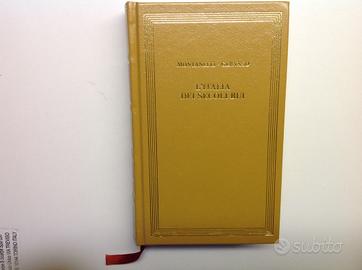 MONTANELLI - GERVASO
L'ITALIA
DEI SECOLI BUI
subito